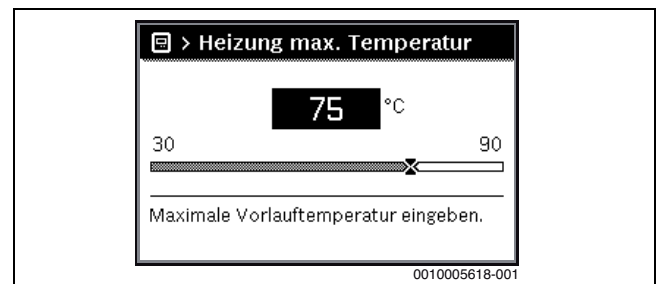 > Heizung max. Temperatur
75 °C
30 90
Maximale Vorlauftemperatur eingeben.
0010005618-001